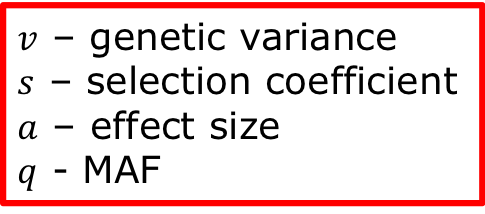 v – genetic variance
s – selection coefficient
a – effect size
q - MAF